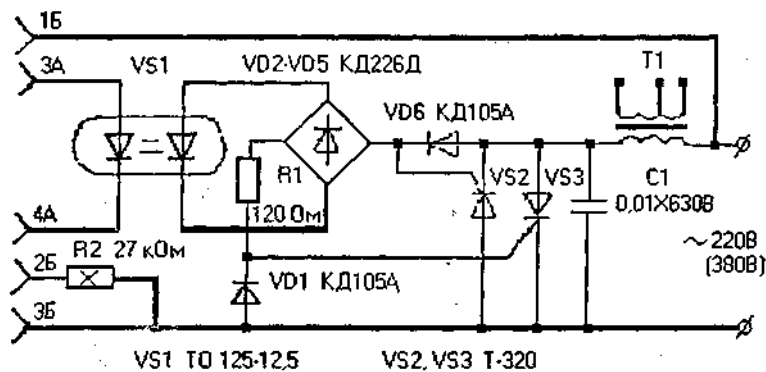 1Б
3А
VS1
VD2-VD5 КД226Д
T1
VD6 КД105А
R1
120 Ом
VS2
VS3
C1
0,01Х630В
4А
R2 27 кОм
2Б
VD1 КД105А
~220В
(380В)
3Б
VS1 ТО 125-12,5
VS2, VS3 Т-320